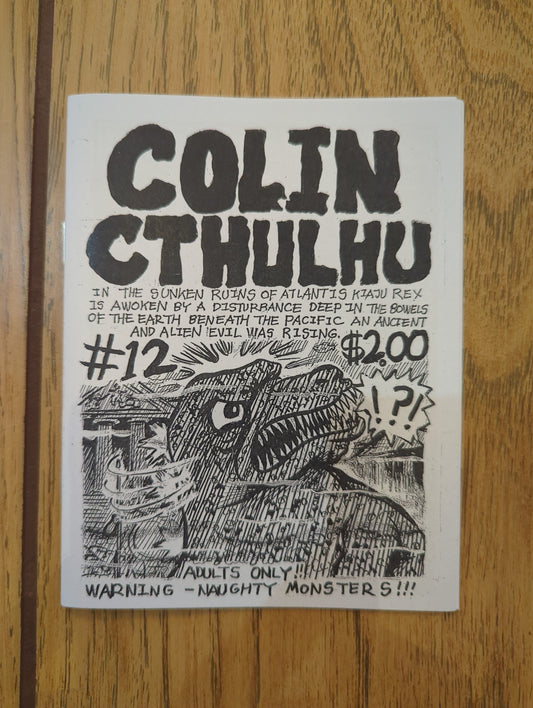 COLIN
CTHULHU
IN THE SUNKEN RUINS OF ATLANTIS KIAJU REX
IS AWOKEN BY A DISTURBANCE DEEP IN THE BOWELS
OF THE EARTH BENEATH THE PACIFIC AN ANCIENT
AND ALIEN EVIL WAS RISING.
#12 $2.00
!?!
ADULTS ONLY!!
WARNING - NAUGHTY MONSTERS!!!